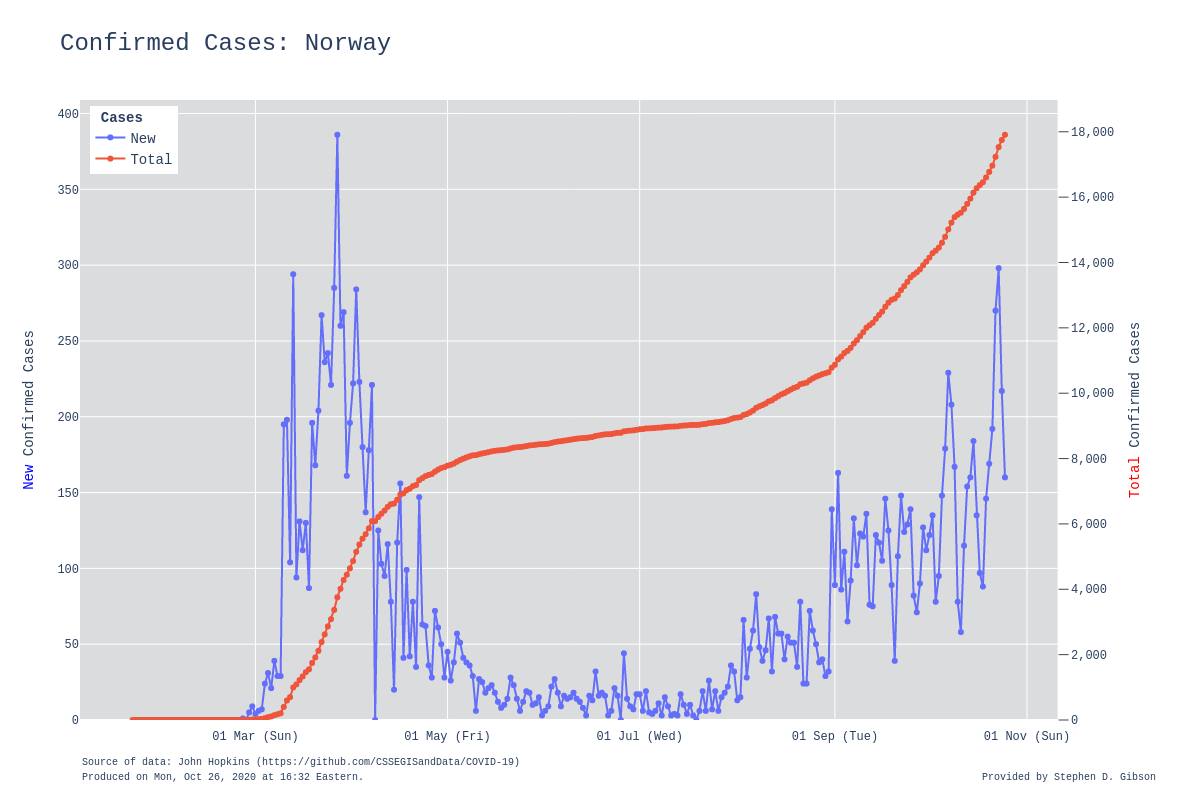 Confirmed Cases: Norway
Cases
New
Total
400
350
300
250
200
150
100
50
0
18,000
16,000
14,000
12,000
10,000
8,000
6,000
4,000
2,000
0
New Confirmed Cases
Total Confirmed Cases
01 Mar (Sun)
01 May (Fri)
01 Jul (Wed)
01 Sep (Tue)
01 Nov (Sun)
Source of data: John Hopkins (https://github.com/CSSEGISandData/COVID-19)
Produced on Mon, Oct 26, 2020 at 16:32 Eastern.
Provided by Stephen D. Gibson